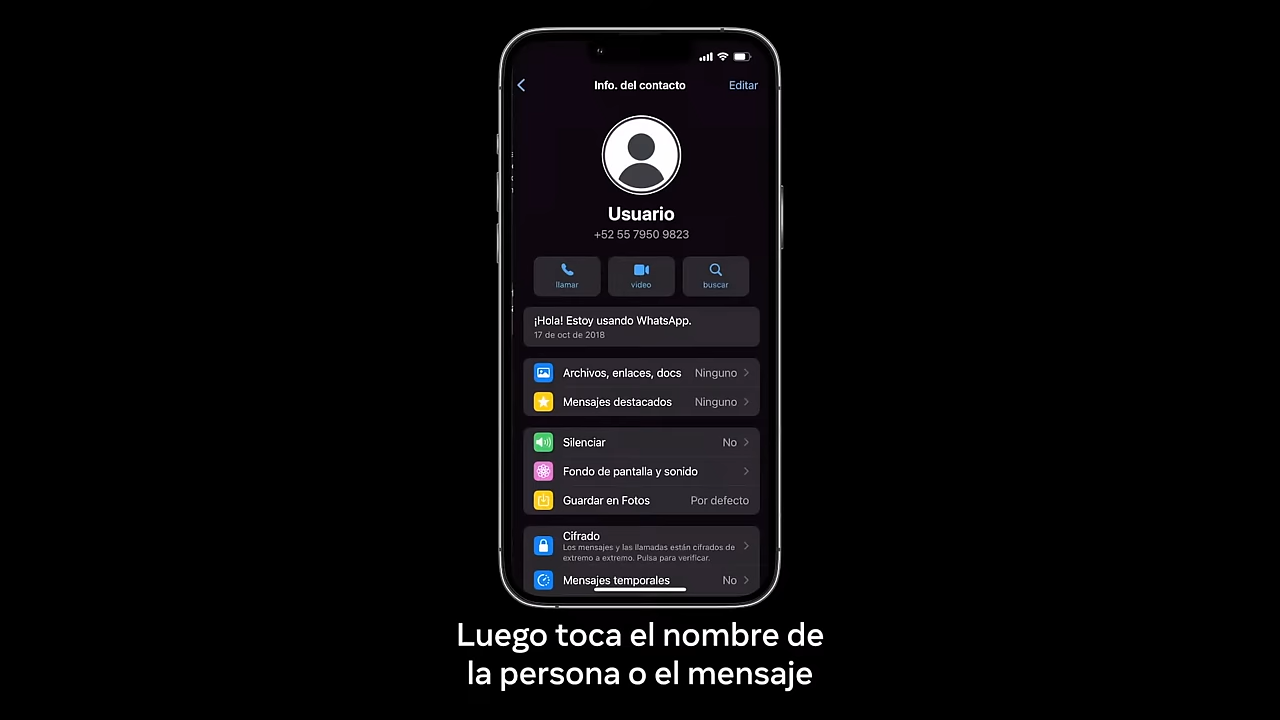 Info. del contacto
Editar
Usuario
+52 55 7950 9823
llamar
video
buscar
¡Hola! Estoy usando WhatsApp.
17 de oct de 2018
Archivos, enlaces, docs Ninguno
Mensajes destacados Ninguno
Silenciar No
Fondo de pantalla y sonido
Guardar en Fotos Por defecto
Cifrado
Los mensajes y las llamadas están cifrados de
extremo a extremo. Pulsa para verificar.
Mensajes temporales No
Luego toca el nombre de
la persona o el mensaje